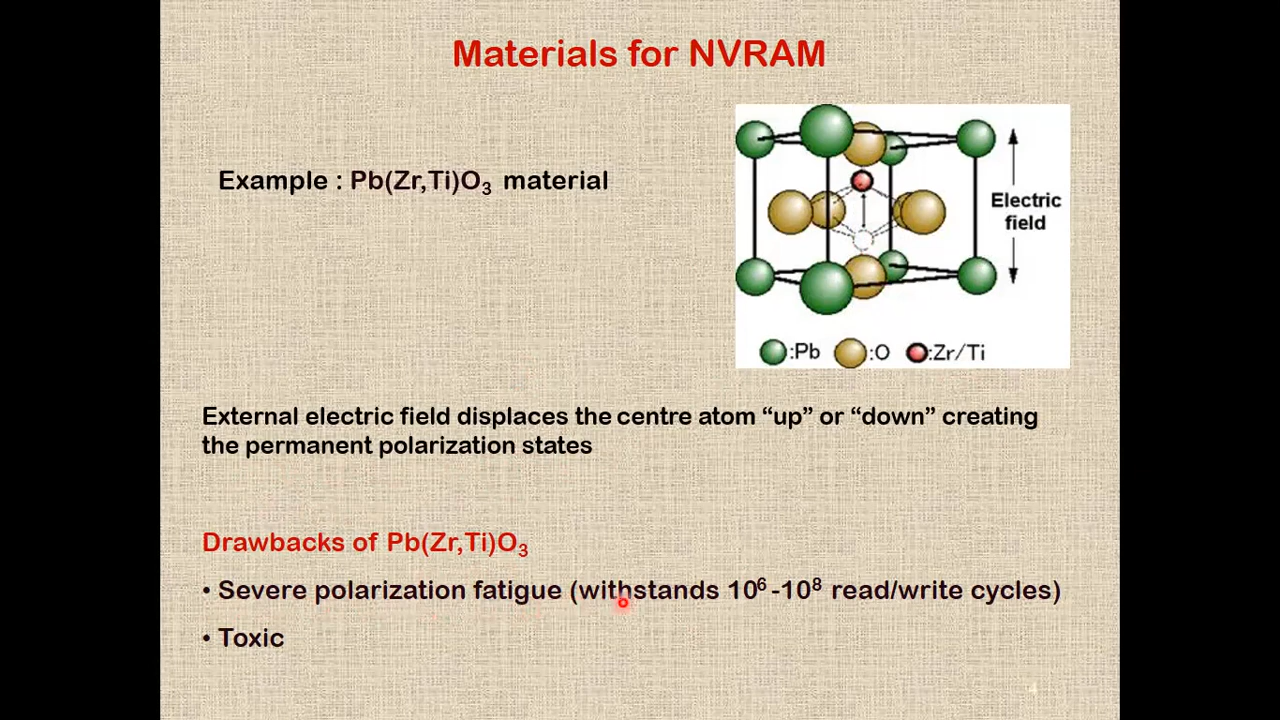 Materials for NVRAM
Example : Pb(Zr,Ti)O₃ material
Electric
field
:Pb :O :Zr/Ti
External electric field displaces the centre atom “up” or “down” creating
the permanent polarization states
Drawbacks of Pb(Zr,Ti)O₃
• Severe polarization fatigue (withstands 10⁶ -10⁸ read/write cycles)
• Toxic
4